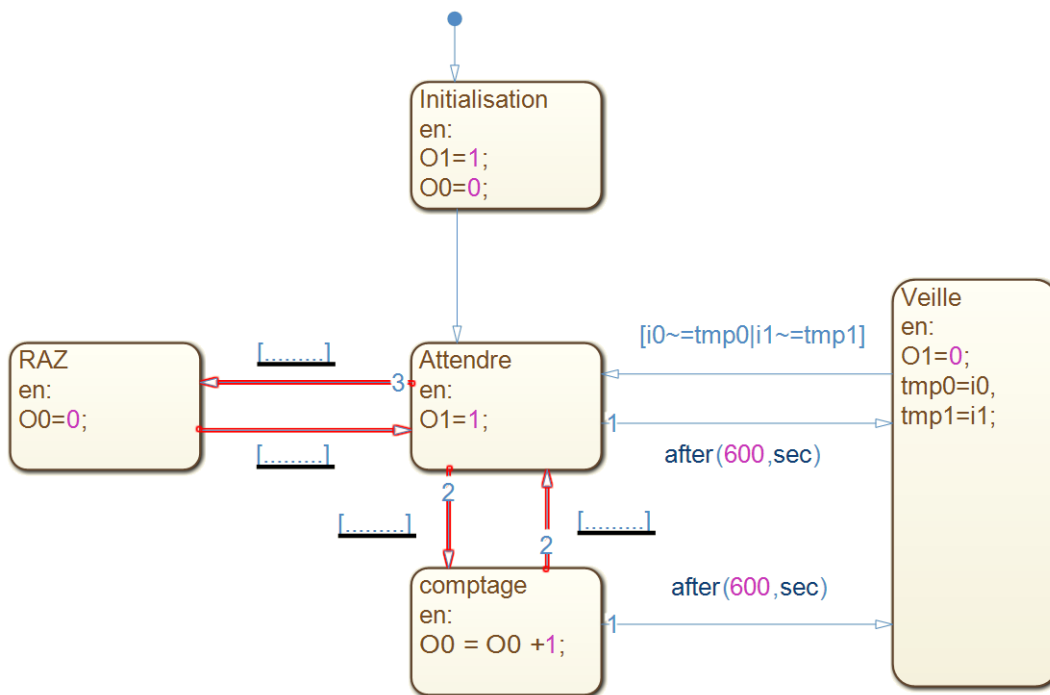 Initialisation
en:
O1=1;
O0=0;
Veille
en:
O1=0;
tmp0=i0,
tmp1=i1;
[i0~=tmp0|i1~=tmp1]
RAZ
en:
O0=0;
[.........]
3
[.........]
Attendre
en:
O1=1;
1
after(600,sec)
2
[.........]
[.........]
2
comptage
en:
O0 = O0 +1;
after(600,sec)
1